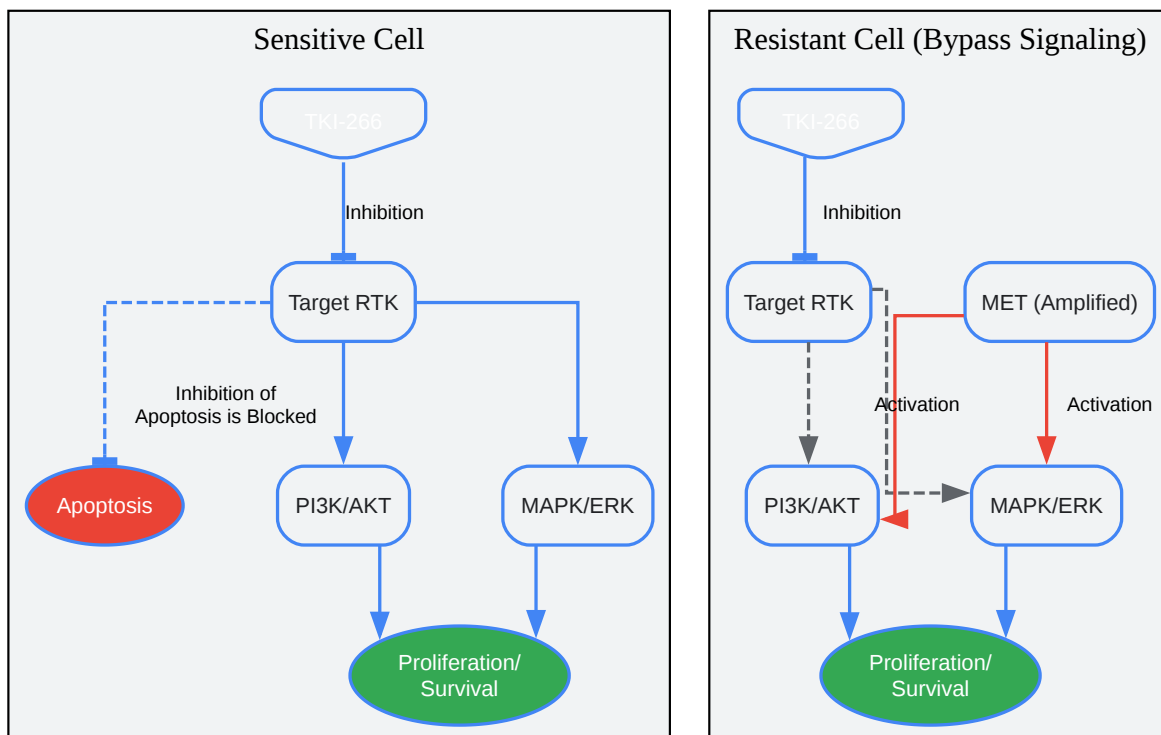 Sensitive Cell
TKI-266
Inhibition
Target RTK
Inhibition of
Apoptosis is Blocked
Apoptosis
PI3K/AKT
MAPK/ERK
Proliferation/
Survival
Resistant Cell (Bypass Signaling)
TKI-266
Inhibition
Target RTK
MET (Amplified)
Activation
Activation
PI3K/AKT
MAPK/ERK
Proliferation/
Survival